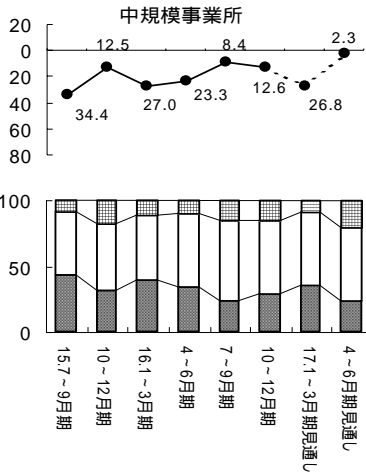 中規模事業所
20
0
20
40
60
80
12.5
8.4
2.3
34.4
27.0
23.3
12.6
26.8
100
50
0
15.7~9月期
10~12月期
16.1~3月期
4~6月期
7~9月期
10~12月期
17.1~3月期見通し
4~6月期見通し